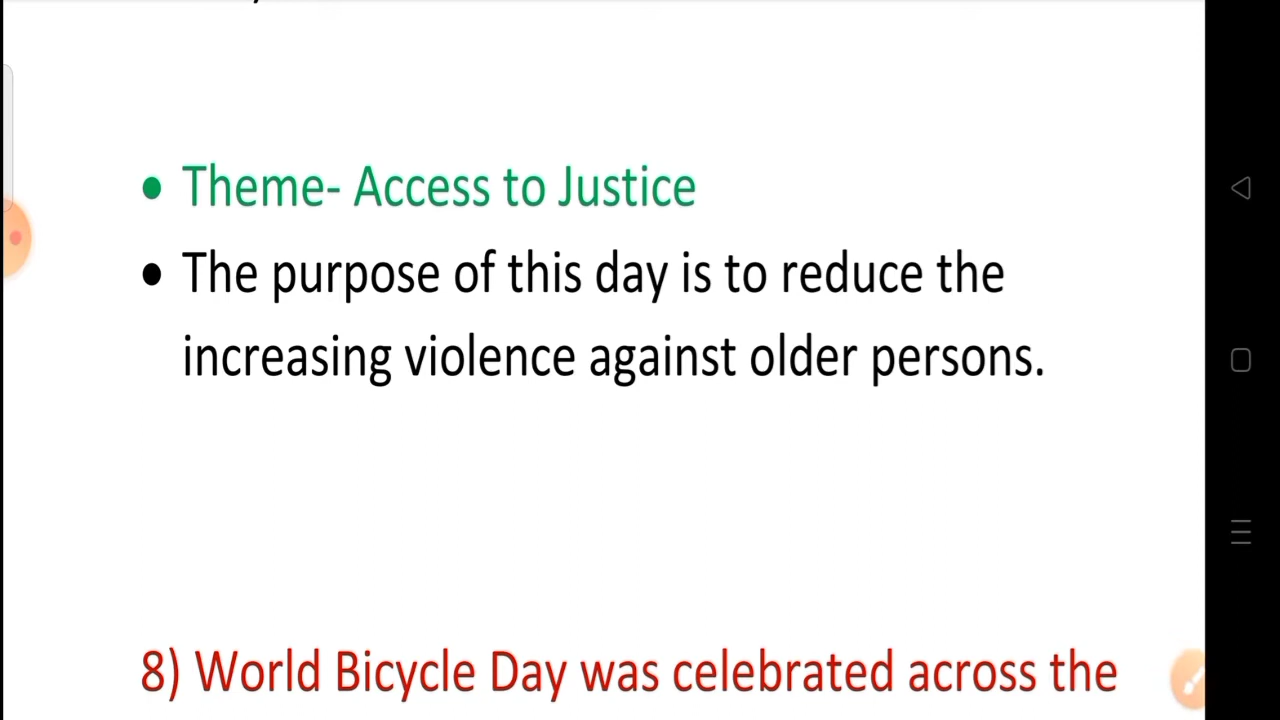 • Theme- Access to Justice
• The purpose of this day is to reduce the
increasing violence against older persons.
8) World Bicycle Day was celebrated across the